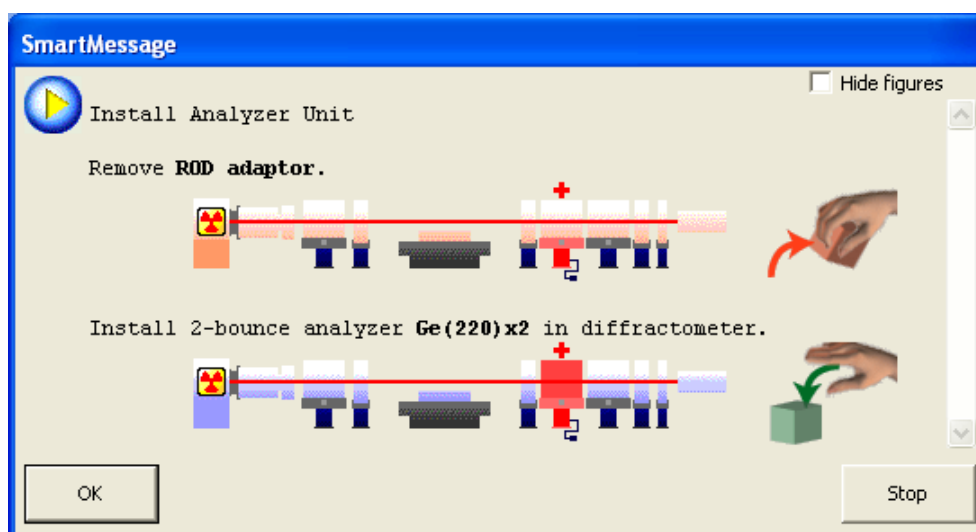 SmartMessage
Hide figures
Install Analyzer Unit
Remove ROD adaptor.
Install 2-bounce analyzer Ge(220)x2 in diffractometer.
OK
Stop